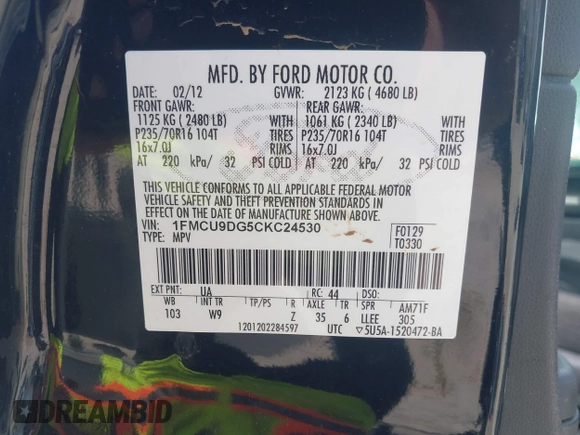 MFD. BY FORD MOTOR CO.
DATE: 02/12 GVWR: 2123 KG ( 4680 LB)
FRONT GAWR: REAR GAWR:
1125 KG ( 2480 LB) WITH 1061 KG ( 2340 LB) WITH
P235/70R16 104T TIRES P235/70R16 104T TIRES
16x7.0J RIMS 16x7.0J RIMS
AT 220 kPa/ 32 PSI COLD AT 220 kPa/ 32 PSI COLD
THIS VEHICLE CONFORMS TO ALL APPLICABLE FEDERAL MOTOR
VEHICLE SAFETY AND BUMPER AND THEFT PREVENTION STANDARDS
IN EFFECT ON THE DATE OF MANUFACTURE SHOWN ABOVE.
VIN: 1FMCU9DG5CKC24530 F0129
TYPE: MPV T0330
EXT PNT: UA RC: 44 DSO:
WB INT TR TP/PS R AXLE TR SPR AM71F
103 W9 Z 35 6 LLEE 305
1201202284597 UTC ▽5U5A-1520472-BA
Ford
DREAMBID